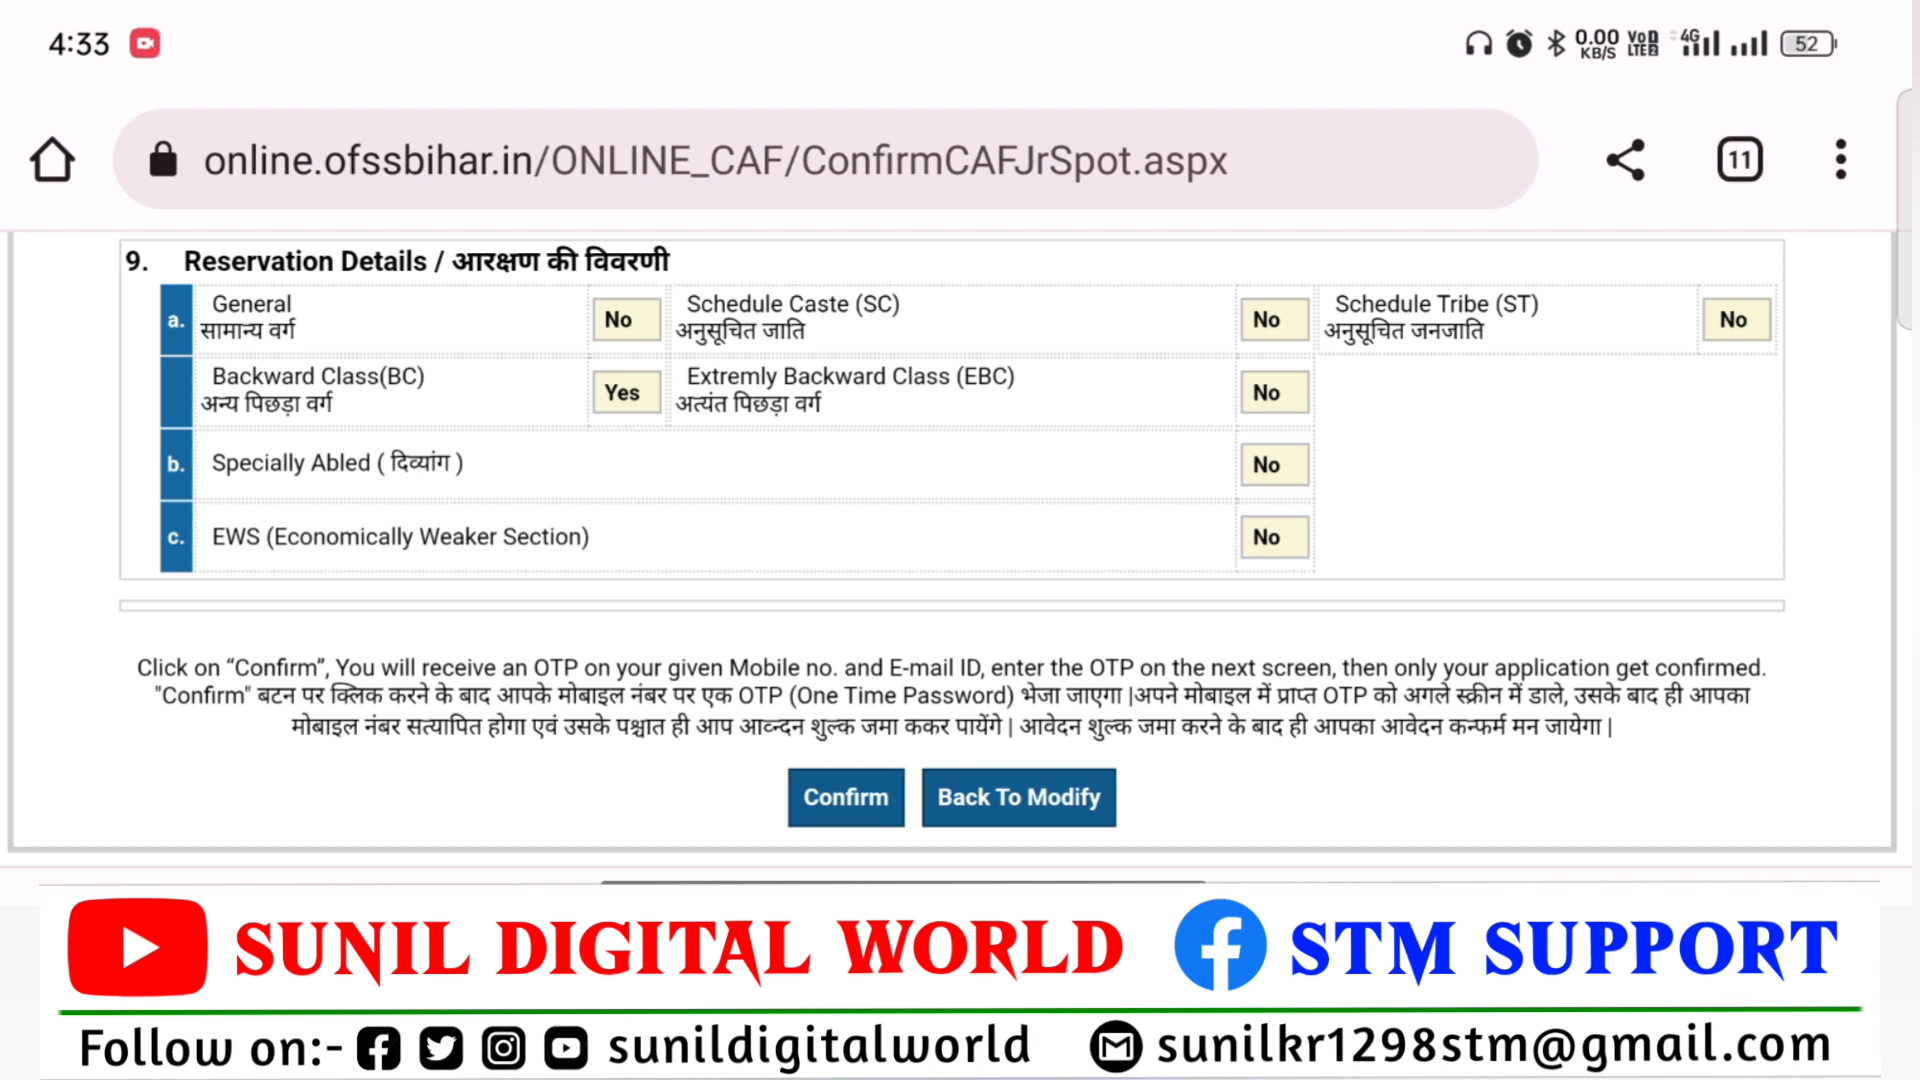 4:33 0.00 KB/S VoD LTE2 4G 52
online.ofssbihar.in/ONLINE_CAF/ConfirmCAFJrSpot.aspx 11
9. Reservation Details / आरक्षण की विवरणी
a. General No Schedule Caste (SC) No Schedule Tribe (ST) No
सामान्य वर्ग अनुसूचित जाति अनुसूचित जनजाति
Backward Class(BC) Yes Extremly Backward Class (EBC) No
अन्य पिछड़ा वर्ग अत्यंत पिछड़ा वर्ग
b. Specially Abled ( दिव्यांग ) No
c. EWS (Economically Weaker Section) No
Click on “Confirm”, You will receive an OTP on your given Mobile no. and E-mail ID, enter the OTP on the next screen, then only your application get confirmed.
"Confirm" बटन पर क्लिक करने के बाद आपके मोबाइल नंबर पर एक OTP (One Time Password) भेजा जाएगा |अपने मोबाइल में प्राप्त OTP को अगले स्क्रीन में डाले, उसके बाद ही आपका
मोबाइल नंबर सत्यापित होगा एवं उसके पश्चात ही आप आव्न्दन शुल्क जमा ककर पायेंगे | आवेदन शुल्क जमा करने के बाद ही आपका आवेदन कन्फर्म मन जायेगा |
Confirm Back To Modify
SUNIL DIGITAL WORLD STM SUPPORT
Follow on:- sunildigitalworld sunilkr1298stm@gmail.com